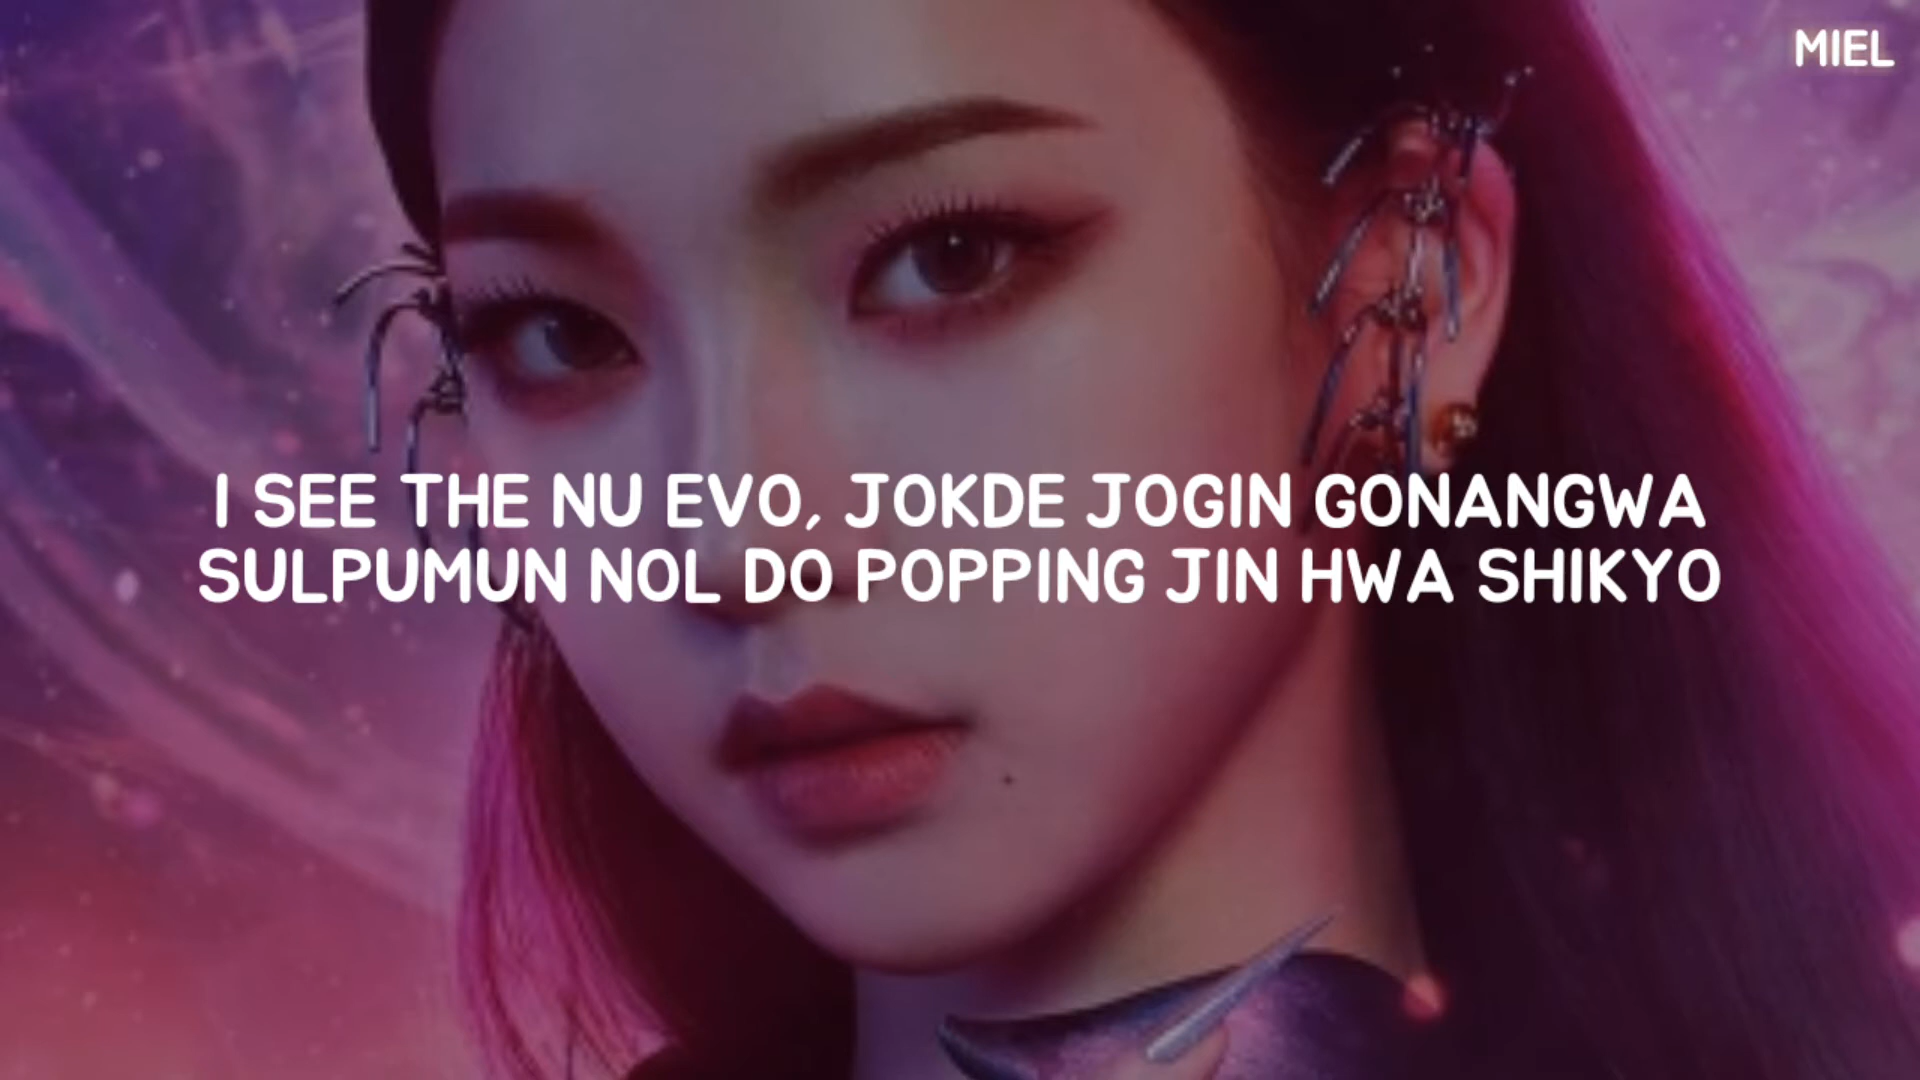 MIEL
I SEE THE NU EVO, JOKDE JOGIN GONANGWA
SULPUMUN NOL DO POPPING JIN HWA SHIKYO